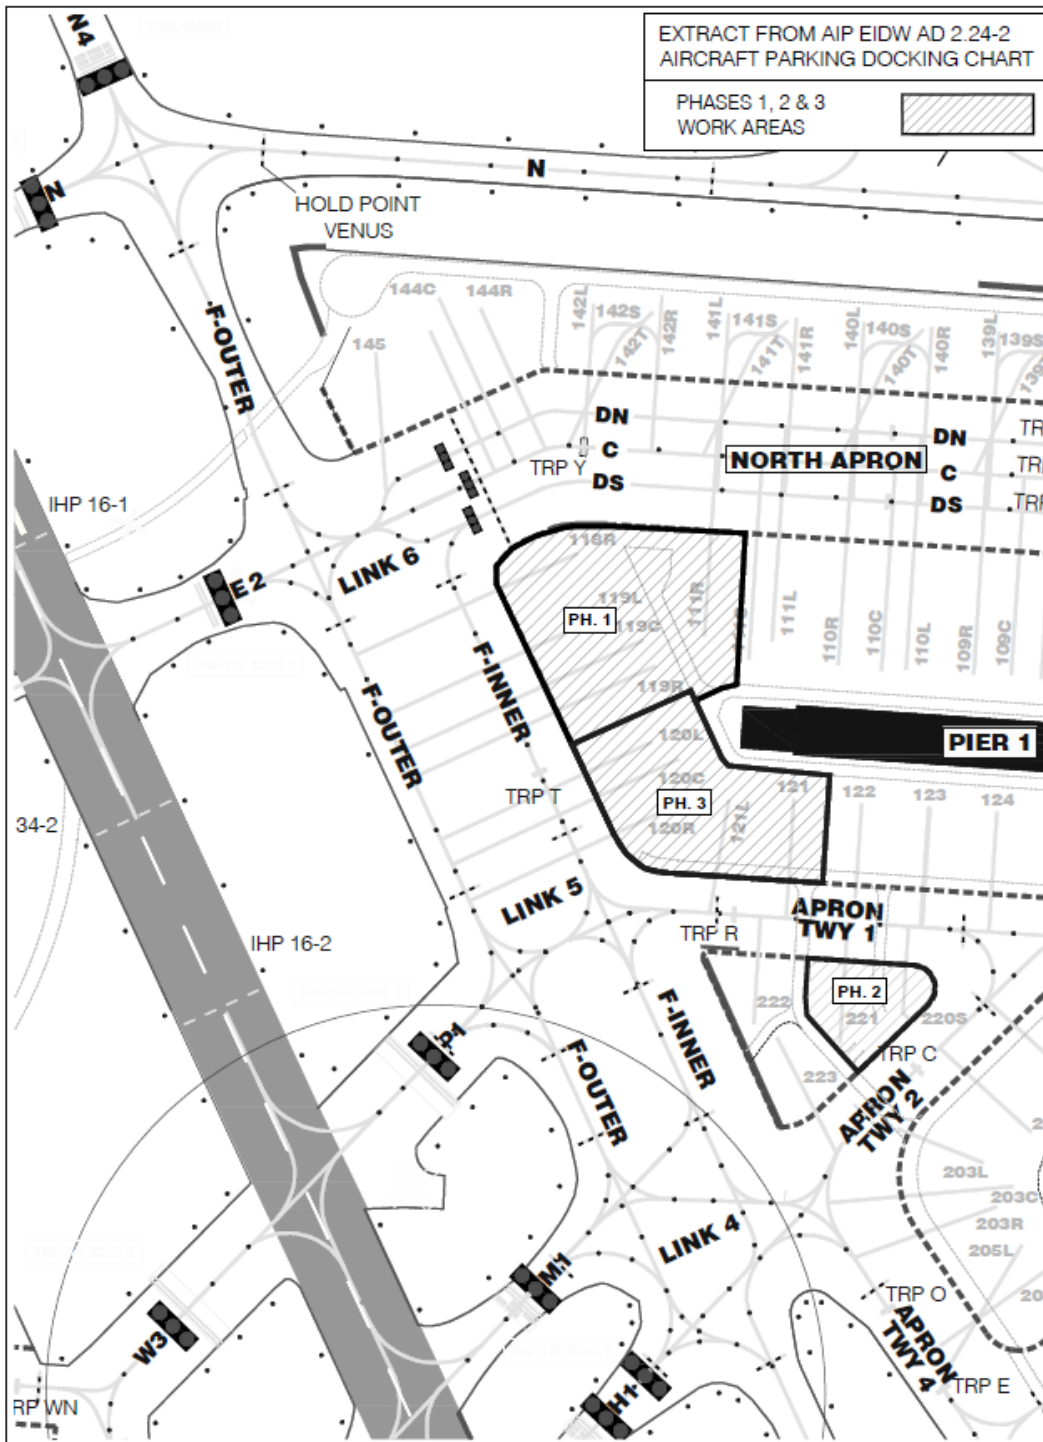 EXTRACT FROM AIP EIDW AD 2.24-2
AIRCRAFT PARKING DOCKING CHART
PHASES 1, 2 & 3
WORK AREAS
N4
N
N
HOLD POINT
VENUS
144C
144R
145
142L
142S
142T
142R
141L
141S
141T
141R
140L
140S
140T
140R
139L
139S
F-OUTER
DN
C
DS
TRP Y
NORTH APRON
DN
C
DS
IHP 16-1
E2
LINK 6
118R
119L
119C
119R
PH. 1
111R
111L
110R
110C
110L
109R
109C
F-INNER
F-OUTER
PIER 1
120L
120C
120R
PH. 3
121L
121
122
123
124
TRP T
34-2
LINK 5
IHP 16-2
TRP R
APRON
TWY 1
222
PH. 2
221
220S
223
TRP C
APRON
TWY 2
P1
F-OUTER
F-INNER
203L
203C
203R
205L
LINK 4
M1
W3
H1
TRP O
APRON
TWY 4
TRP E
RP WN